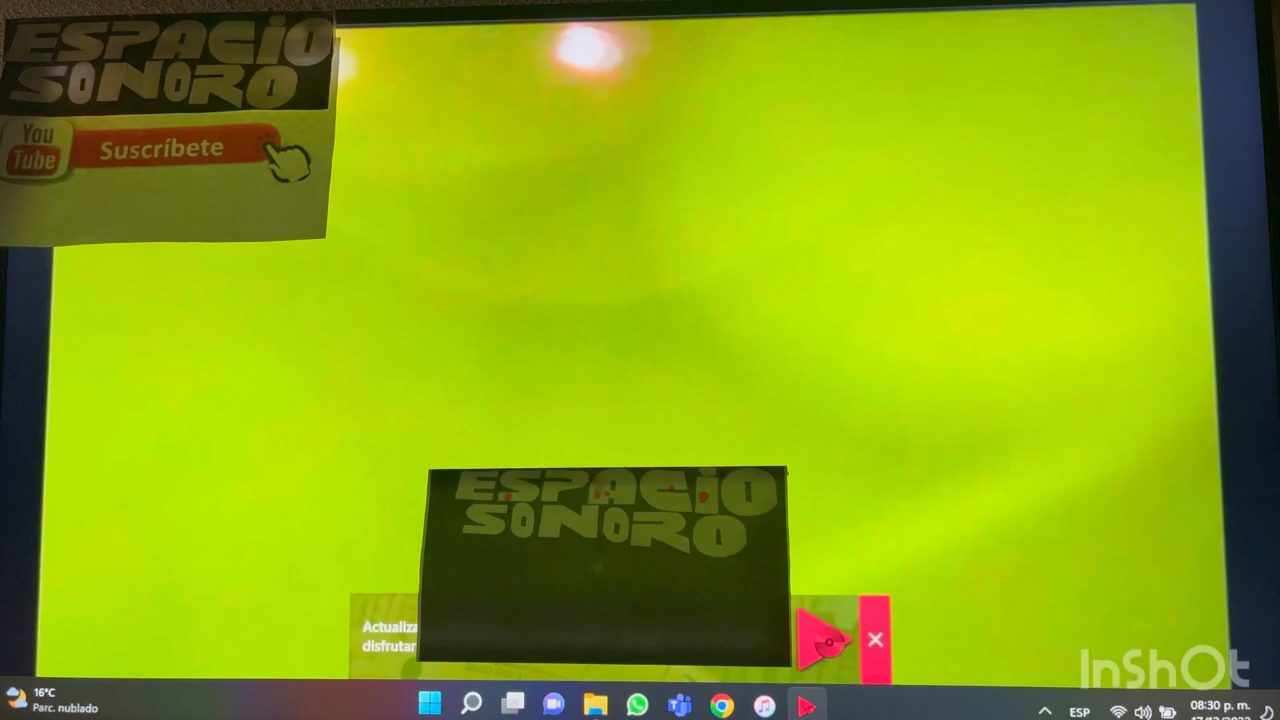 ESPACIO
SONORO
You
Tube
Suscríbete
ESPACIO
SONORO
Actualiza
disfrutar
InShOt
16°C
Parc. nublado
ESP
08:30 p. m.